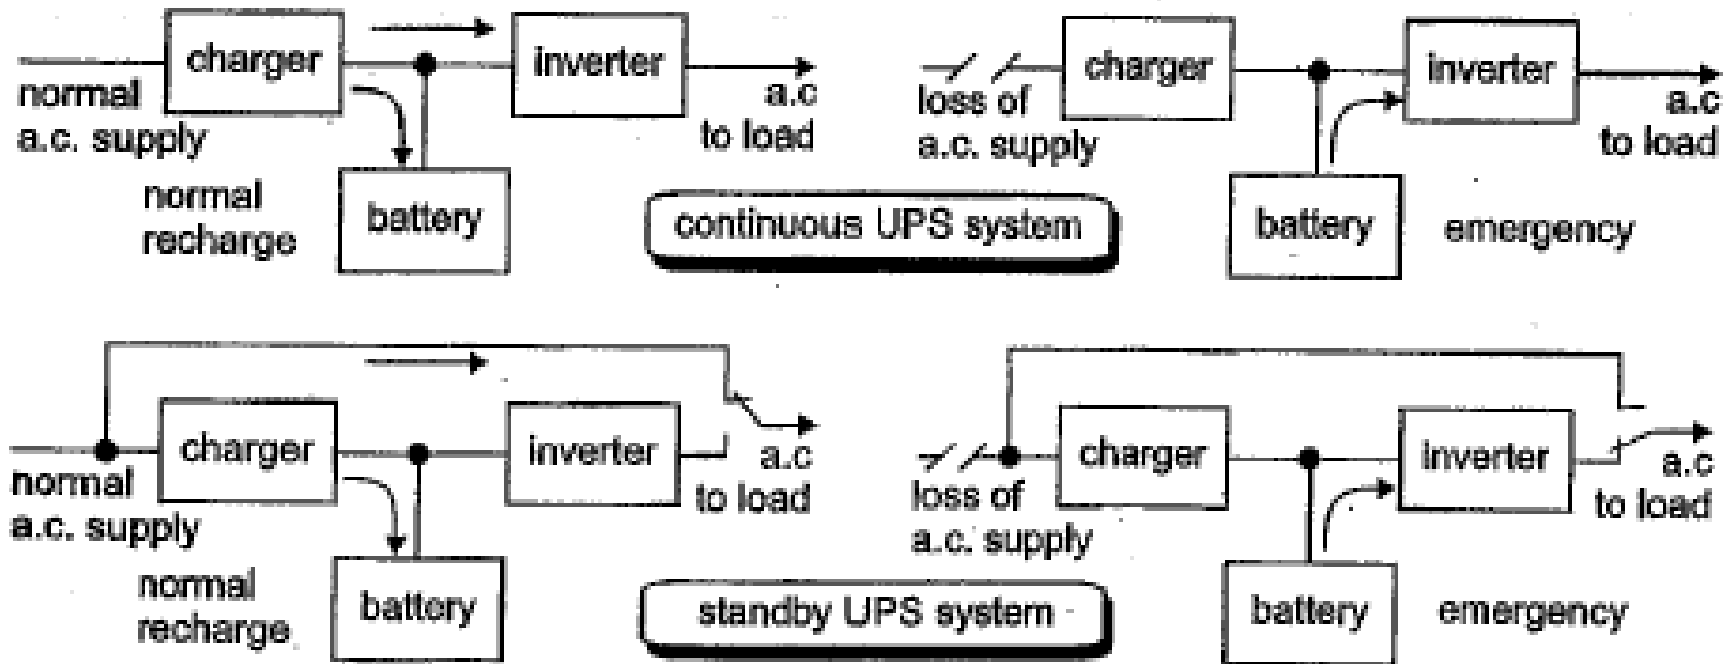 charger
inverter
normal
a.c. supply
a.c
to load
normal
recharge
battery
continuous UPS system
charger
inverter
loss of
a.c. supply
a.c
to load
battery
emergency
charger
inverter
normal
a.c. supply
a.c
to load
normal
recharge
battery
standby UPS system
charger
inverter
loss of
a.c. supply
a.c
to load
battery
emergency